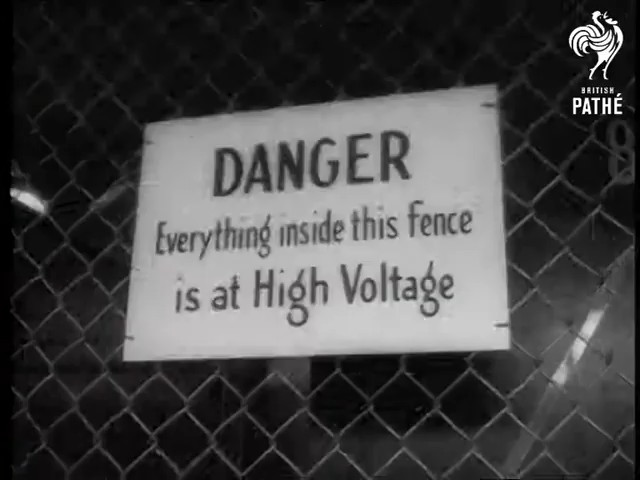 BRITISH
PATHÉ
DANGER
Everything inside this fence
is at High Voltage